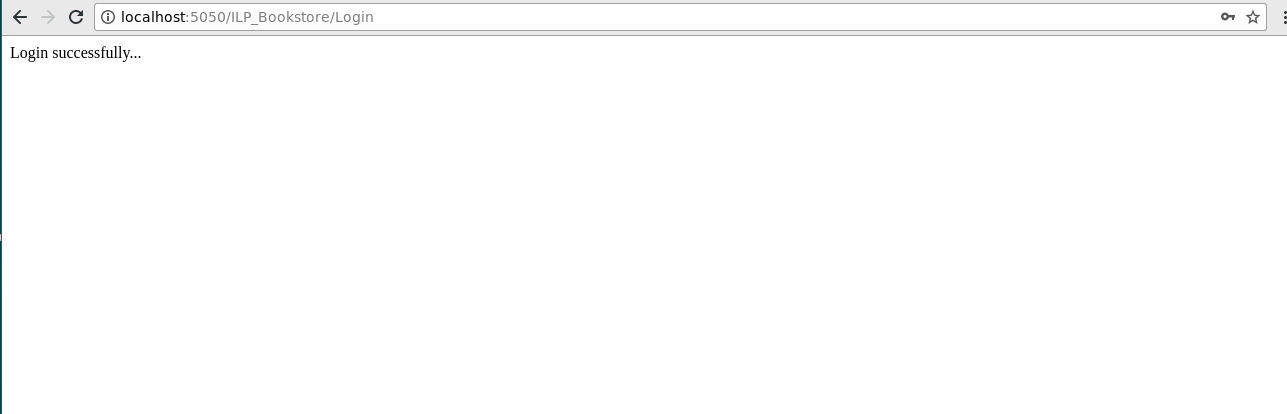 localhost:5050/ILP_Bookstore/Login
Login successfully...